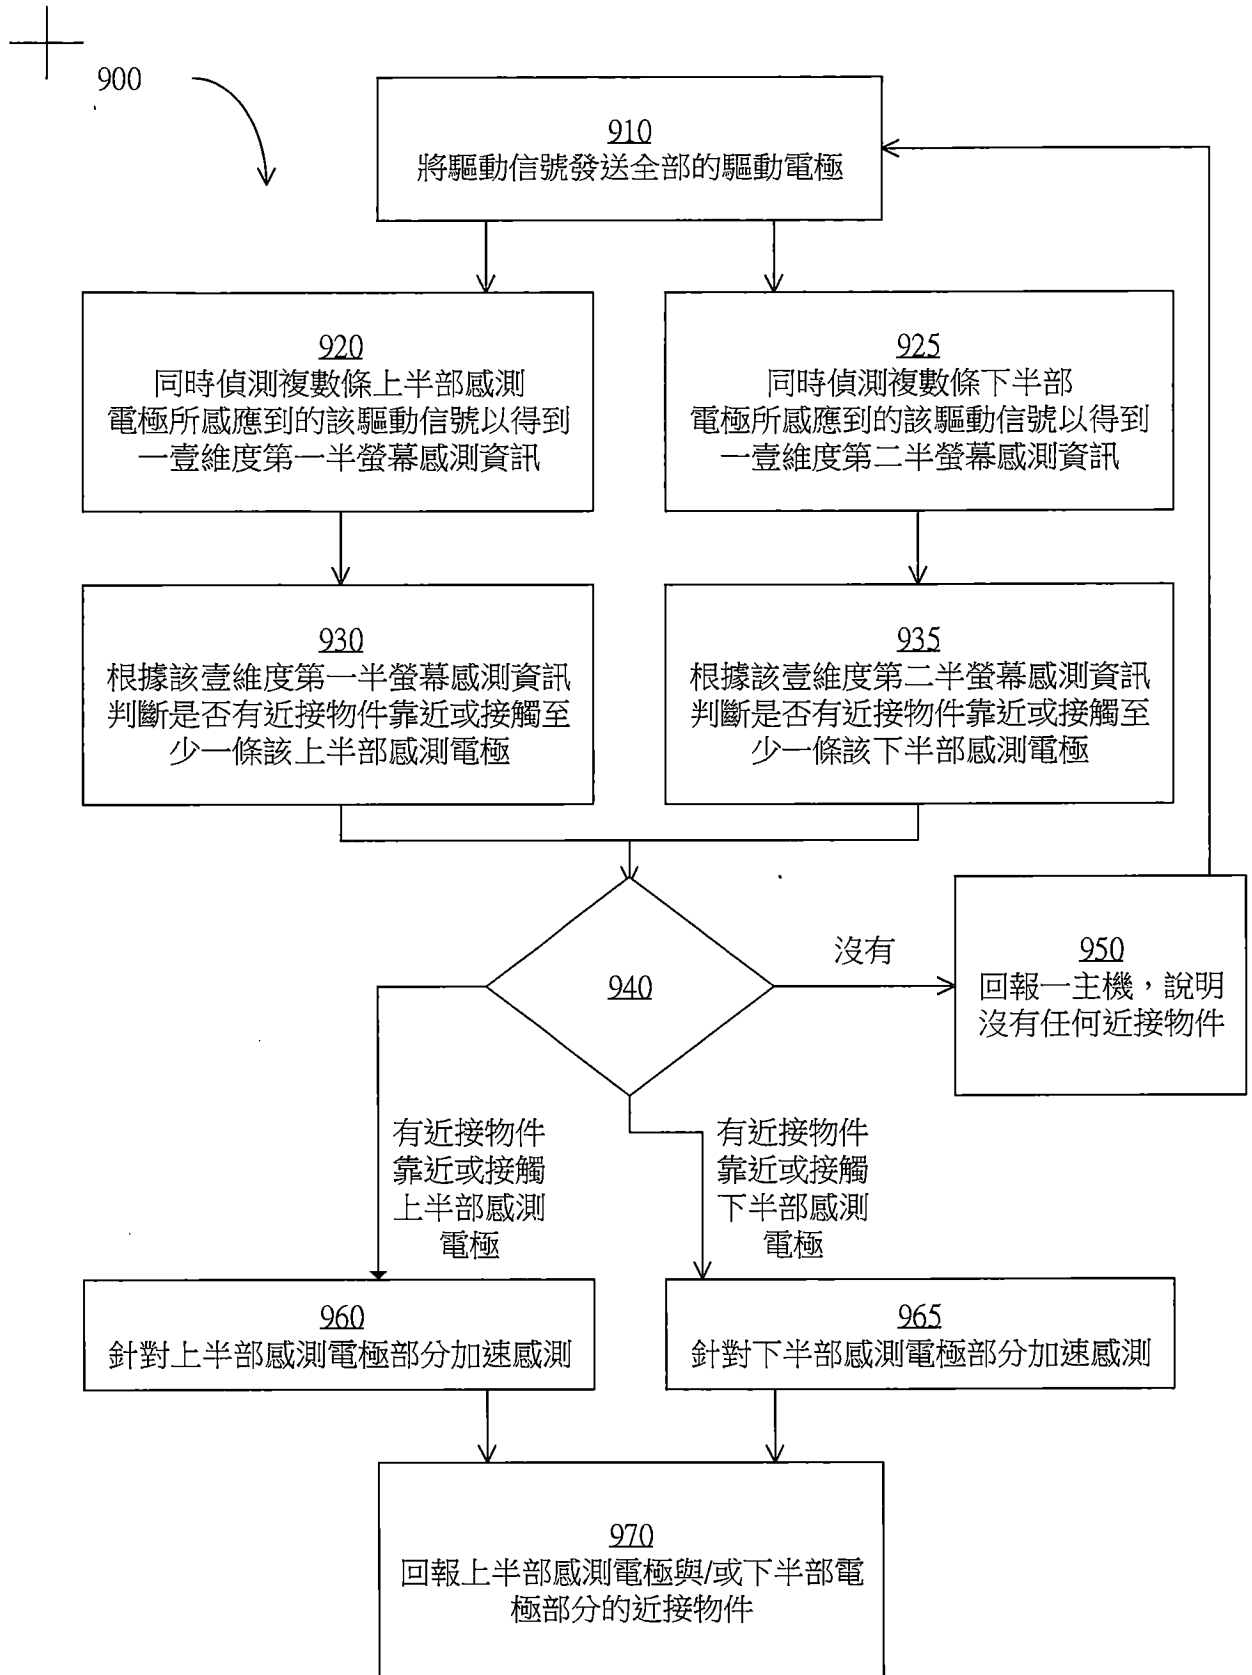 900
910
將驅動信號發送全部的驅動電極
920
同時偵測複數條上半部感測
電極所感應到的該驅動信號以得到
一壹維度第一半螢幕感測資訊
925
同時偵測複數條下半部
電極所感應到的該驅動信號以得到
一壹維度第二半螢幕感測資訊
930
根據該壹維度第一半螢幕感測資訊
判斷是否有近接物件靠近或接觸至
少一條該上半部感測電極
935
根據該壹維度第二半螢幕感測資訊
判斷是否有近接物件靠近或接觸至
少一條該下半部感測電極
940
沒有
950
回報一主機，說明
沒有任何近接物件
有近接物件
靠近或接觸
上半部感測
電極
有近接物件
靠近或接觸
下半部感測
電極
960
針對上半部感測電極部分加速感測
965
針對下半部感測電極部分加速感測
970
回報上半部感測電極與/或下半部電
極部分的近接物件